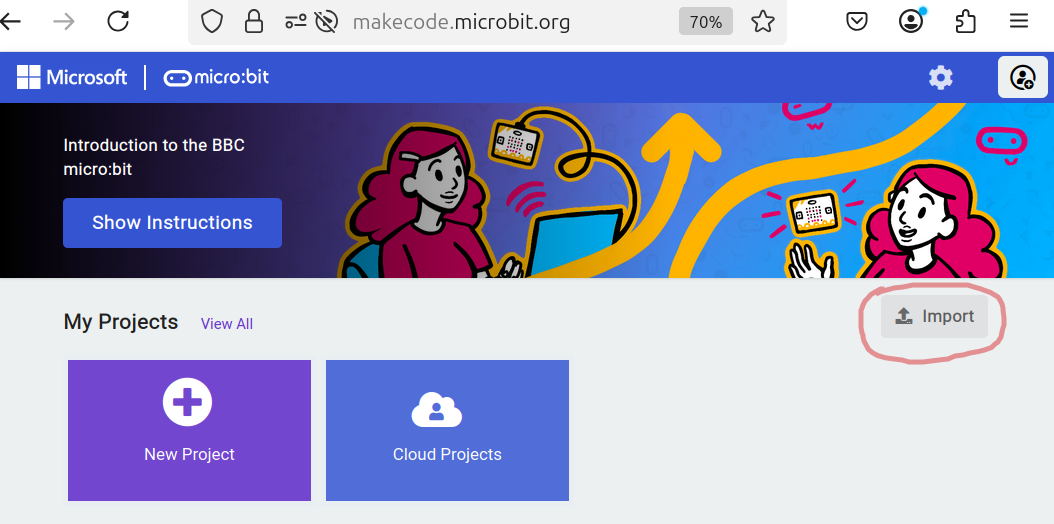 makecode.microbit.org
70%
Microsoft
micro:bit
Introduction to the BBC
micro:bit
Show Instructions
Import
My Projects
View All
New Project
Cloud Projects